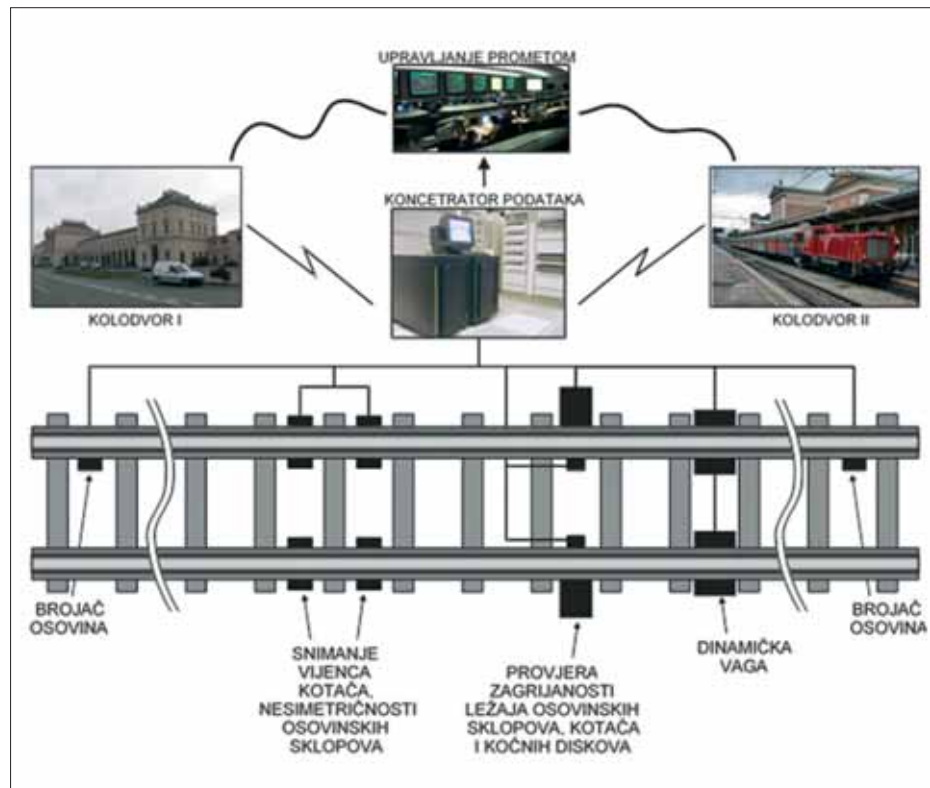 UPRAVLJANJE PROMETOM
KONCETRATOR PODATAKA
KOLODVOR I
KOLODVOR II
BROJAČ
OSOVINA
SNIMANJE
VIJENCA
KOTAČA,
NESIMETRIČNOSTI
OSOVINSKIH
SKLOPOVA
PROVJERA
ZAGRIJANOSTI
LEŽAJA OSOVINSKIH
SKLOPOVA, KOTAČA
I KOČNIH DISKOVA
DINAMIČKA
VAGA
BROJAČ
OSOVINA